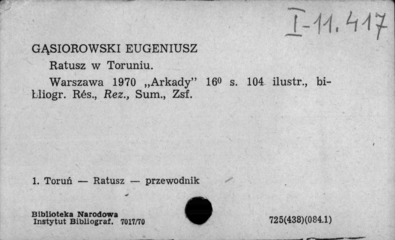 I-11.417
GĄSIOROWSKI EUGENIUSZ
Ratusz w Toruniu.
Warszawa 1970 „Arkady" 16⁰ s. 104 ilustr., bi-
bliogr. Rés., Rez., Sum., Zsf.
1. Toruń — Ratusz — przewodnik
Biblioteka Narodowa
Instytut Bibliograf. 7017/70
725(438)(084.1)